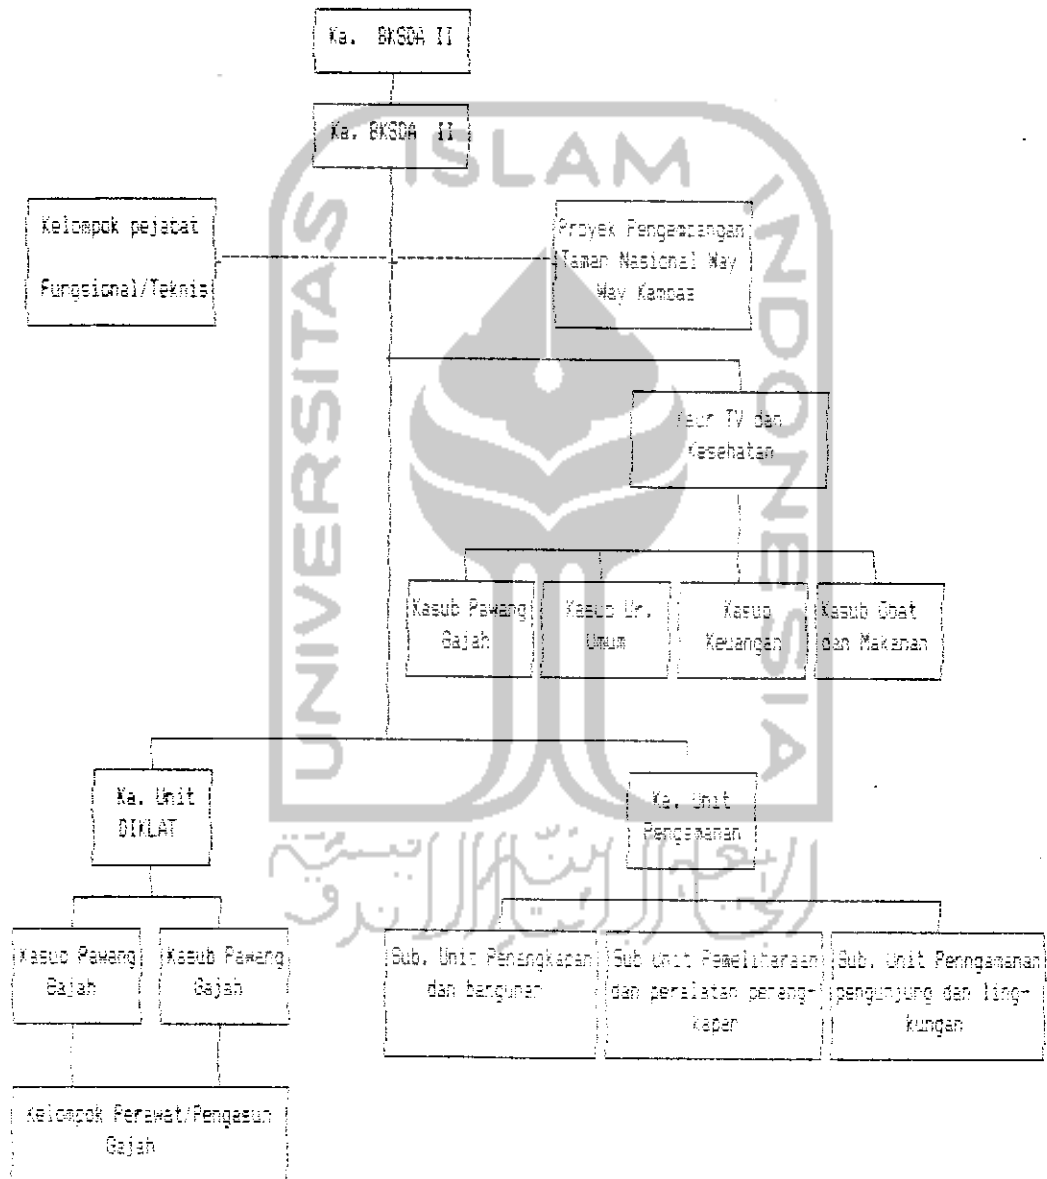 Ka. BKSDA II
Ka. BKSDA II
Kelompok pejabat
Fungsional/Teknis
Proyek Pengembangan
Taman Nasional Way
Way Kambas
Kaur TV dan
Kesehatan
Kasub Pawang
Gajah
Kasub Ur.
Umum
Kasub
Keuangan
Kasub Obat
dan Makanan
Ka. Unit
DIKLAT
Ka. Unit
Pengamanan
Kasub Pawang
Gajah
Kasub Pawang
Gajah
Sub. Unit Penangkapan
dan bangunan
Sub Unit Pemeliharaan
dan peralatan penang-
kapan
Sub. Unit Penngamanan
pengunjung dan ling-
kungan
Kelompok Perawat/Pengasuh
Gajah
UNIVERSITAS
ISLAM
INDONESIA